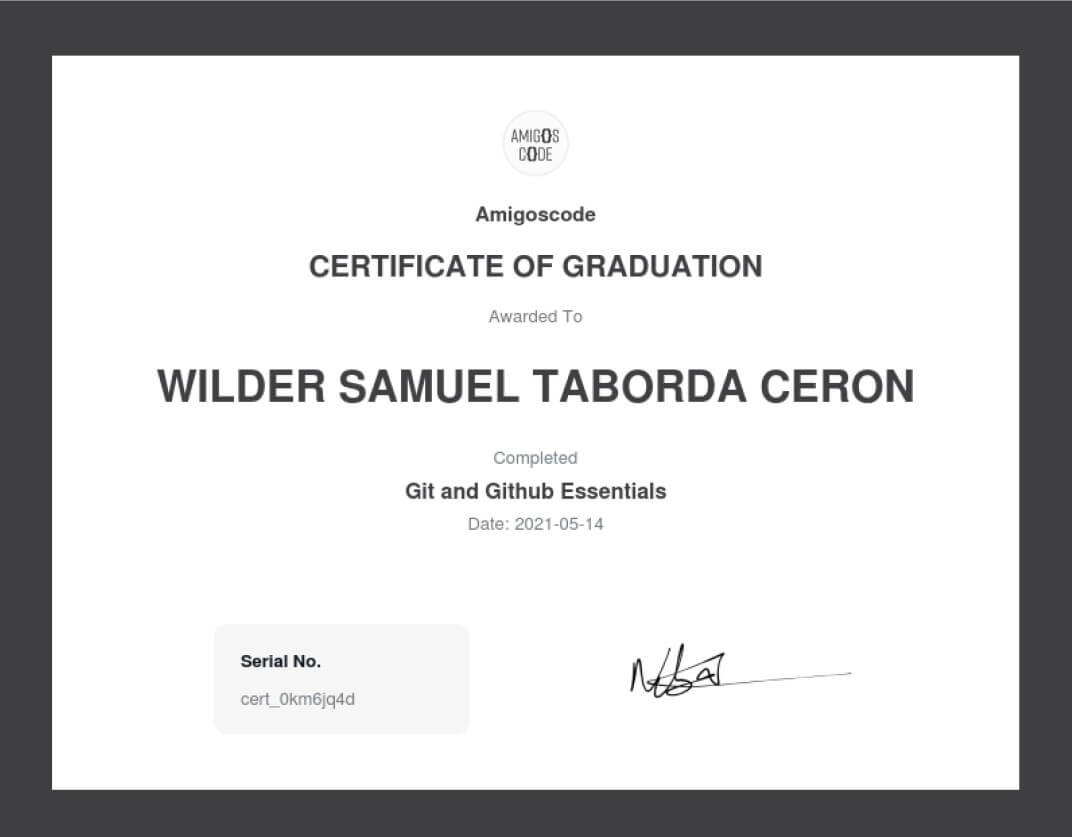 AMIGOS
CODE
Amigoscode
CERTIFICATE OF GRADUATION
Awarded To
WILDER SAMUEL TABORDA CERON
Completed
Git and Github Essentials
Date: 2021-05-14
Serial No.
cert_0km6jq4d